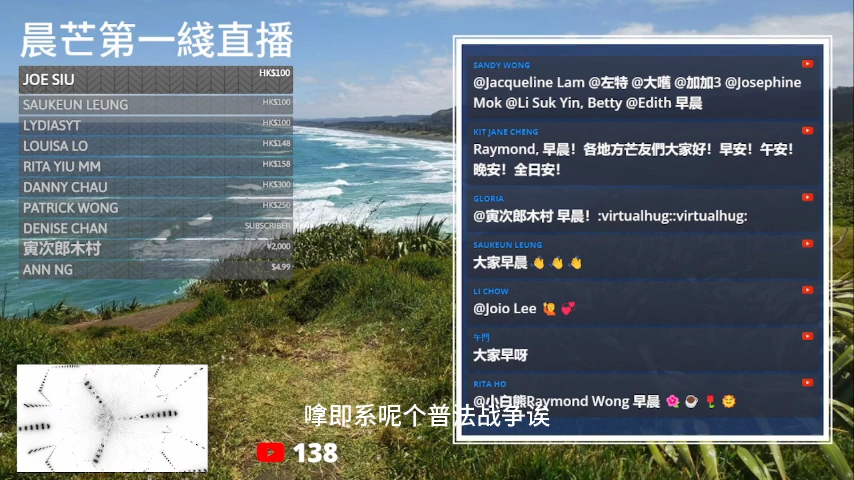 晨芒第一綫直播
JOE SIU HK$100
SAUKEUN LEUNG HK$100
LYDIASYT HK$100
LOUISA LO HK$148
RITA YIU MM HK$158
DANNY CHAU HK$300
PATRICK WONG HK$250
DENISE CHAN SUBSCRIBER
寅次郎木村 ¥2,000
ANN NG $4.99
SANDY WONG
@Jacqueline Lam @左特 @大嚿 @加加3 @Josephine
Mok @Li Suk Yin, Betty @Edith 早晨
KIT JANE CHENG
Raymond, 早晨！各地方芒友們大家好！早安！午安！
晚安！全日安！
GLORIA
@寅次郎木村 早晨！:virtualhug::virtualhug:
SAUKEUN LEUNG
大家早晨 👏 👏 👏
LI CHOW
@Joio Lee 🙋 💞
午門
大家早呀
RITA HO
@小白熊Raymond Wong 早晨 🌺 ☕ 🌷 🥰
嗱即系呢个普法战争诶
138